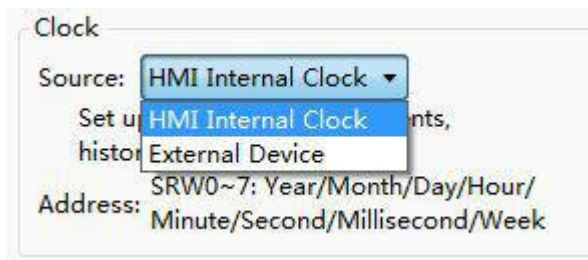 Clock
Source: HMI Internal Clock
Set u HMI Internal Clock nts,
histor External Device
Address: SRW0~7: Year/Month/Day/Hour/
Minute/Second/Millisecond/Week